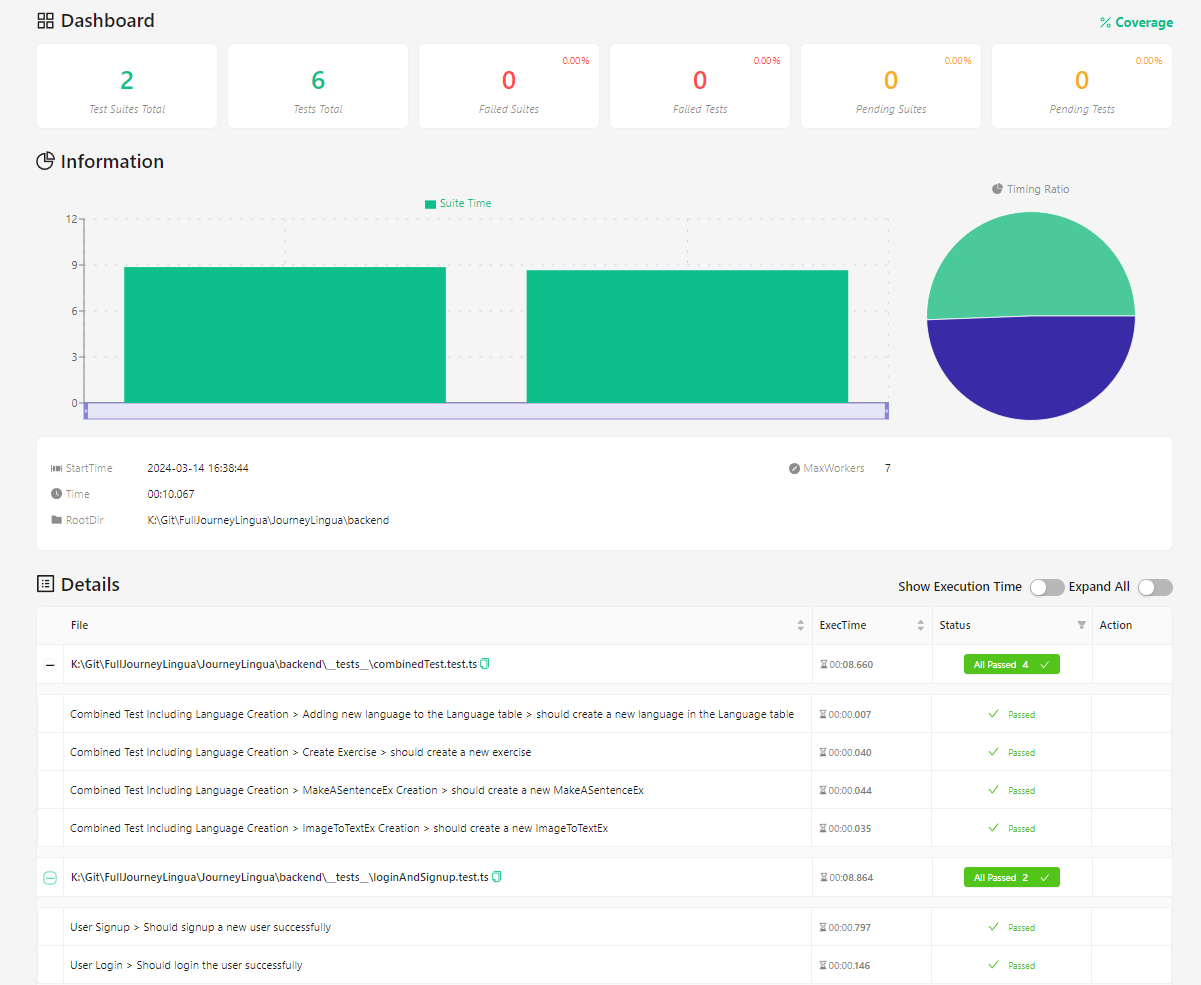 Dashboard
Coverage
2
Test Suites Total
6
Tests Total
0.00%
0
Failed Suites
0.00%
0
Failed Tests
0.00%
0
Pending Suites
0.00%
0
Pending Tests
Information
Suite Time
12
9
6
3
0
Timing Ratio
StartTime 2024-03-14 16:38:44
MaxWorkers 7
Time 00:10.067
RootDir K:\Git\FullJourneyLingua\JourneyLingua\backend
Details
Show Execution Time Expand All
File ExecTime Status Action
K:\Git\FullJourneyLingua\JourneyLingua\backend\__tests__\combinedTest.test.ts 00:08.660 All Passed 4
Combined Test Including Language Creation > Adding new language to the Language table > should create a new language in the Language table 00:00.007 Passed
Combined Test Including Language Creation > Create Exercise > should create a new exercise 00:00.040 Passed
Combined Test Including Language Creation > MakeASentenceEx Creation > should create a new MakeASentenceEx 00:00.044 Passed
Combined Test Including Language Creation > ImageToTextEx Creation > should create a new ImageToTextEx 00:00.035 Passed
K:\Git\FullJourneyLingua\JourneyLingua\backend\__tests__\loginAndSignup.test.ts 00:08.864 All Passed 2
User Signup > Should signup a new user successfully 00:00.797 Passed
User Login > Should login the user successfully 00:00.146 Passed